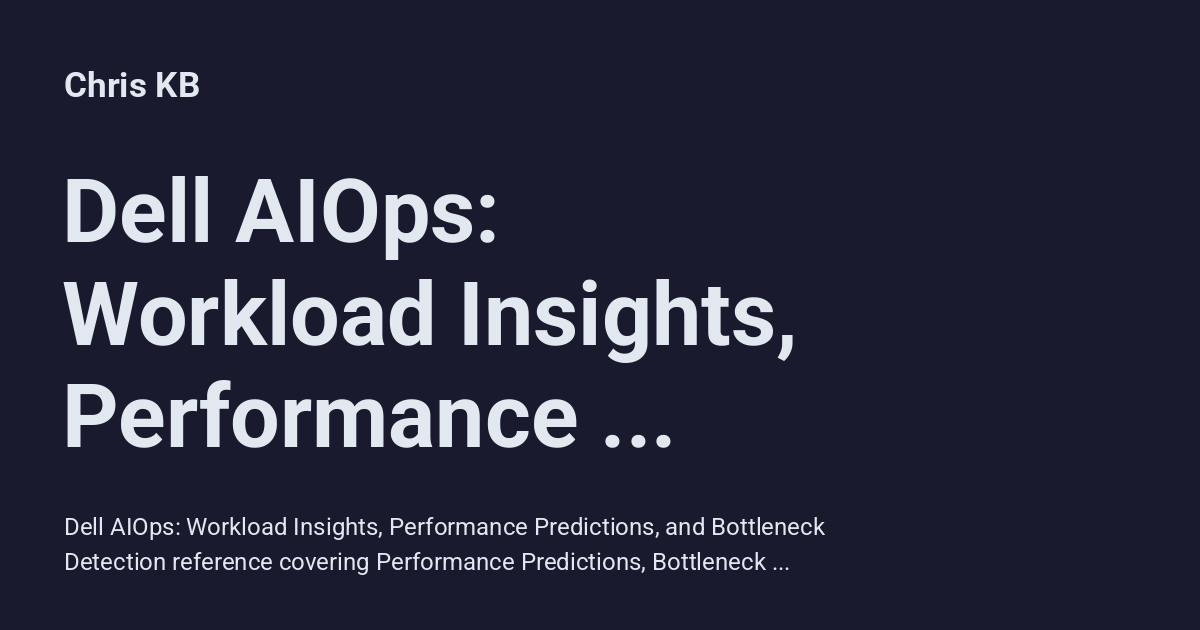 Chris KB
Dell AIOps:
Workload Insights,
Performance ...
Dell AIOps: Workload Insights, Performance Predictions, and Bottleneck
Detection reference covering Performance Predictions, Bottleneck ...